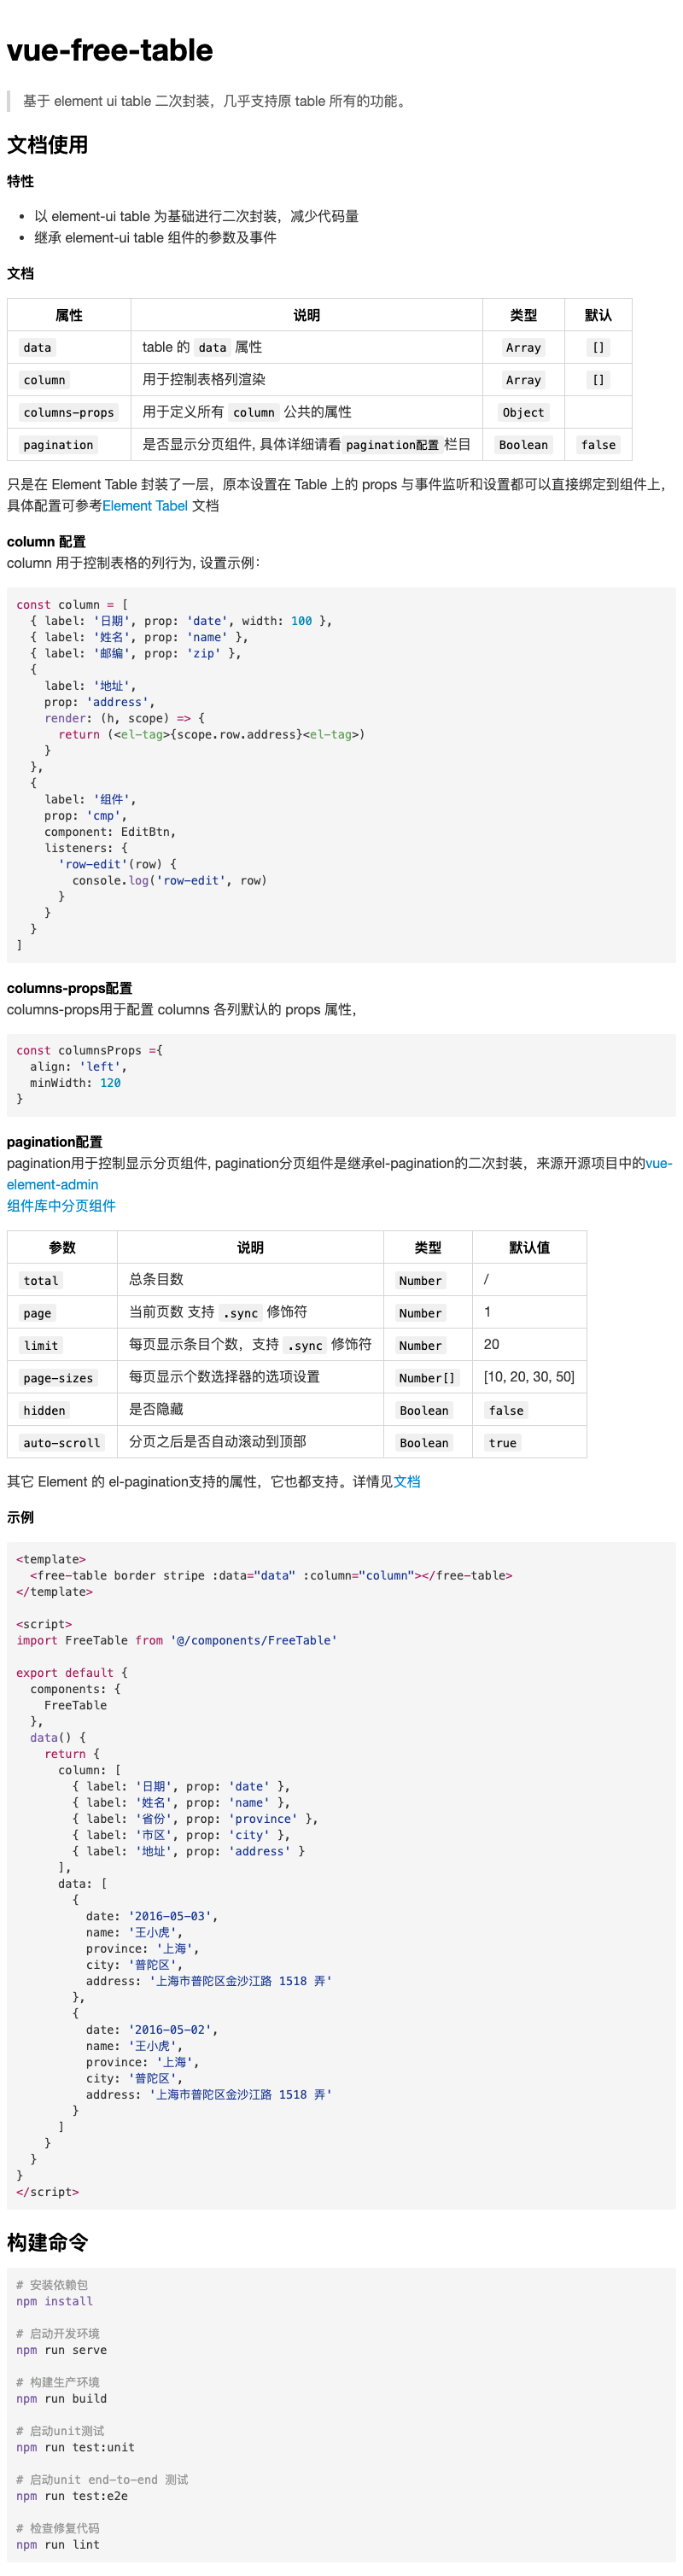 vue-free-table
基于 element ui table 二次封装，几乎支持原 table 所有的功能。
文档使用
特性
• 以 element-ui table 为基础进行二次封装，减少代码量
• 继承 element-ui table 组件的参数及事件
文档
属性 说明 类型 默认
data table 的 data 属性 Array []
column 用于控制表格列渲染 Array []
columns-props 用于定义所有 column 公共的属性 Object
pagination 是否显示分页组件, 具体详细请看 pagination配置 栏目 Boolean false
只是在 Element Table 封装了一层，原本设置在 Table 上的 props 与事件监听和设置都可以直接绑定到组件上，
具体配置可参考Element Tabel 文档
column 配置
column 用于控制表格的列行为, 设置示例：
const column = [
  { label: '日期', prop: 'date', width: 100 },
  { label: '姓名', prop: 'name' },
  { label: '邮编', prop: 'zip' },
  {
    label: '地址',
    prop: 'address',
    render: (h, scope) => {
      return (<el-tag>{scope.row.address}<el-tag>)
    }
  },
  {
    label: '组件',
    prop: 'cmp',
    component: EditBtn,
    listeners: {
      'row-edit'(row) {
        console.log('row-edit', row)
      }
    }
  }
]
columns-props配置
columns-props用于配置 columns 各列默认的 props 属性，
const columnsProps ={
  align: 'left',
  minWidth: 120
}
pagination配置
pagination用于控制显示分页组件, pagination分页组件是继承el-pagination的二次封装，来源开源项目中的vue-
element-admin
组件库中分页组件
参数 说明 类型 默认值
total 总条目数 Number /
page 当前页数 支持 .sync 修饰符 Number 1
limit 每页显示条目个数，支持 .sync 修饰符 Number 20
page-sizes 每页显示个数选择器的选项设置 Number[] [10, 20, 30, 50]
hidden 是否隐藏 Boolean false
auto-scroll 分页之后是否自动滚动到顶部 Boolean true
其它 Element 的 el-pagination支持的属性，它也都支持。详情见文档
示例
<template>
  <free-table border stripe :data="data" :column="column"></free-table>
</template>
<script>
import FreeTable from '@/components/FreeTable'
export default {
  components: {
    FreeTable
  },
  data() {
    return {
      column: [
        { label: '日期', prop: 'date' },
        { label: '姓名', prop: 'name' },
        { label: '省份', prop: 'province' },
        { label: '市区', prop: 'city' },
        { label: '地址', prop: 'address' }
      ],
      data: [
        {
          date: '2016-05-03',
          name: '王小虎',
          province: '上海',
          city: '普陀区',
          address: '上海市普陀区金沙江路 1518 弄'
        },
        {
          date: '2016-05-02',
          name: '王小虎',
          province: '上海',
          city: '普陀区',
          address: '上海市普陀区金沙江路 1518 弄'
        }
      ]
    }
  }
}
</script>
构建命令
# 安装依赖包
npm install
# 启动开发环境
npm run serve
# 构建生产环境
npm run build
# 启动unit测试
npm run test:unit
# 启动unit end-to-end 测试
npm run test:e2e
# 检查修复代码
npm run lint